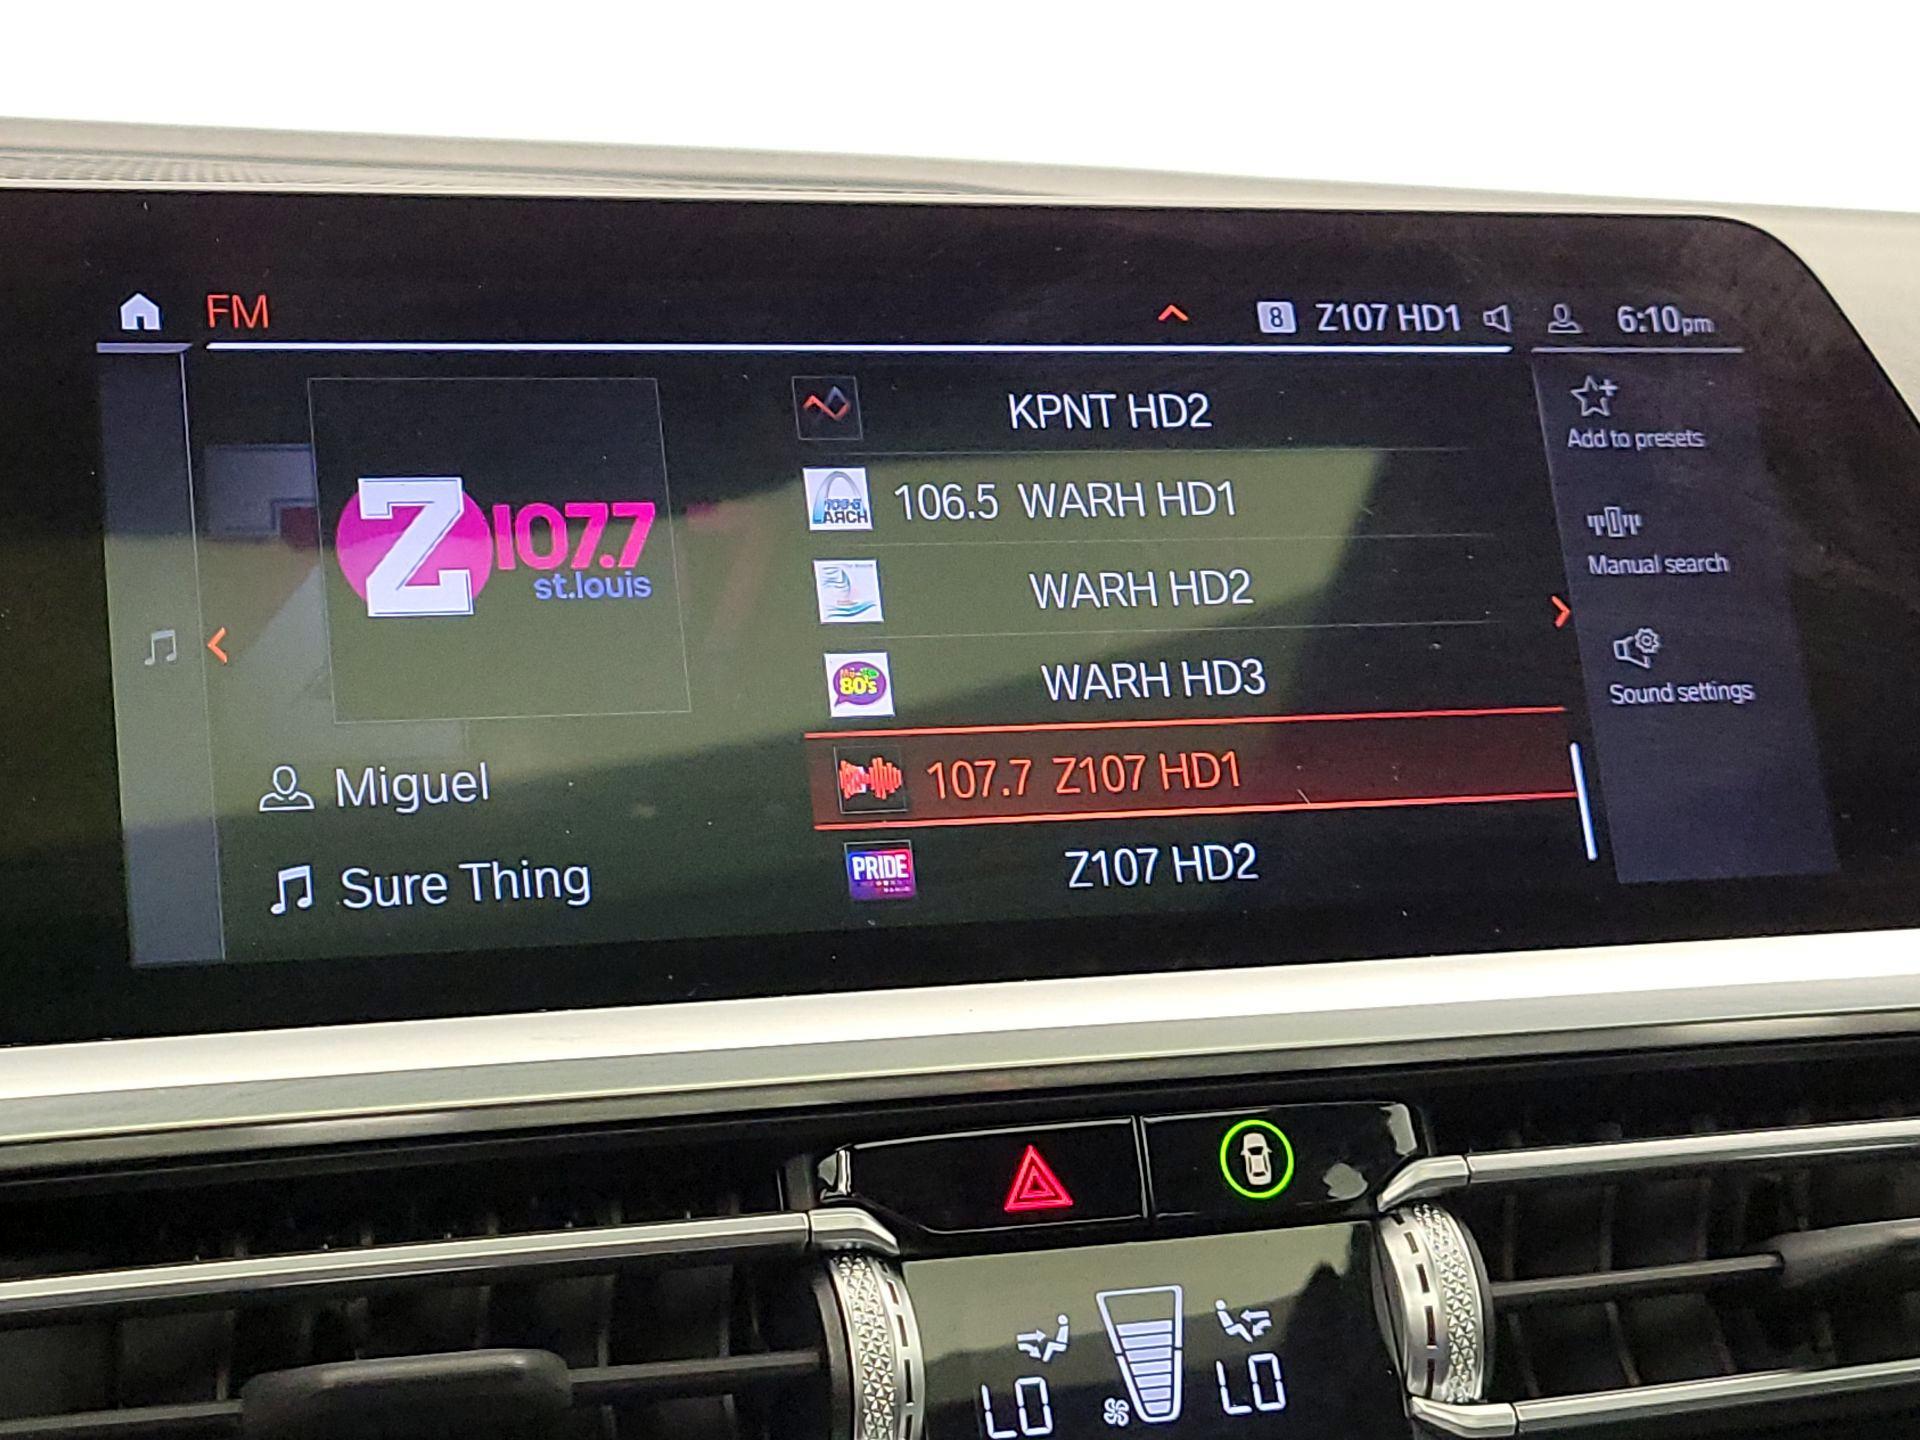 FM
8 Z107 HD1
6:10pm
Z107.7
st.louis
Miguel
Sure Thing
KPNT HD2
106.5 WARH HD1
106.5
ARCH
WARH HD2
WARH HD3
80's
107.7 Z107 HD1
PRIDE
Z107 HD2
Add to presets
Manual search
Sound settings
LO
LO